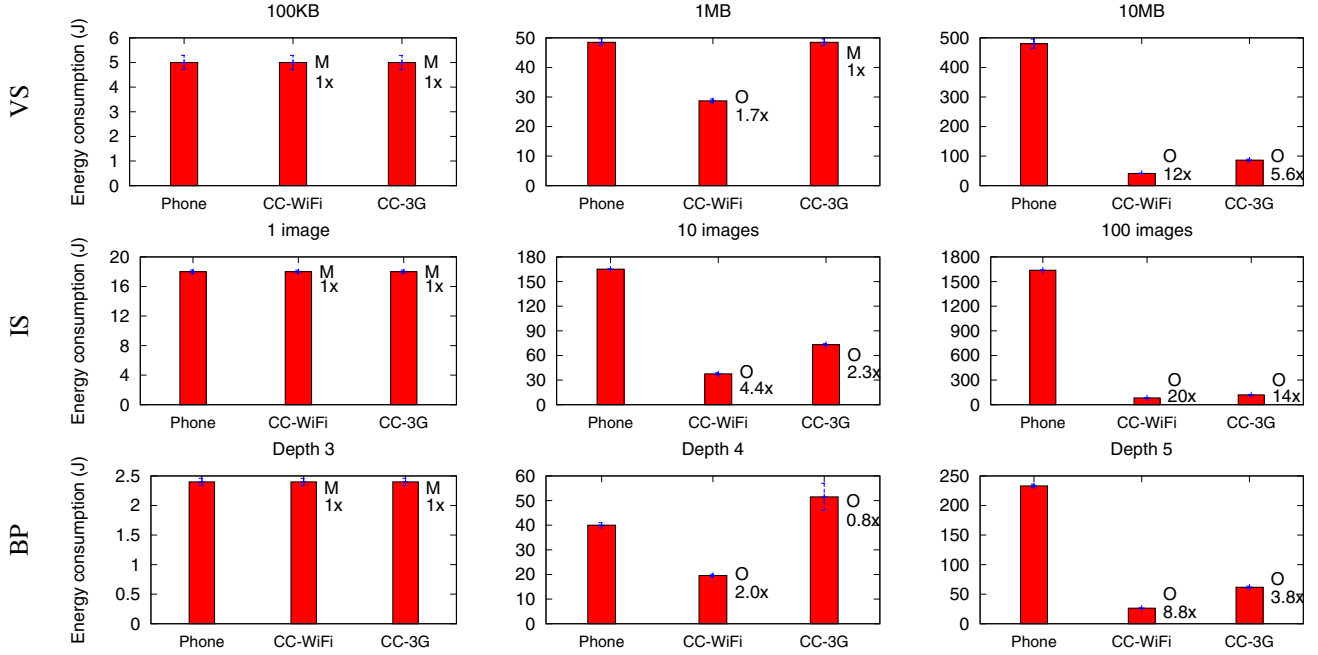 100KB
1MB
10MB
VS
Energy consumption (J)
6
5
4
3
2
1
0
M
1x
M
1x
Phone
CC-WiFi
CC-3G
50
40
30
20
10
0
O
1.7x
M
1x
Phone
CC-WiFi
CC-3G
500
400
300
200
100
0
O
12x
O
5.6x
Phone
CC-WiFi
CC-3G
1 image
10 images
100 images
IS
Energy consumption (J)
20
16
12
8
4
0
M
1x
M
1x
Phone
CC-WiFi
CC-3G
180
150
120
90
60
30
0
O
4.4x
O
2.3x
Phone
CC-WiFi
CC-3G
1800
1500
1200
900
600
300
0
O
20x
O
14x
Phone
CC-WiFi
CC-3G
Depth 3
Depth 4
Depth 5
BP
Energy consumption (J)
2.5
2
1.5
1
0.5
0
M
1x
M
1x
Phone
CC-WiFi
CC-3G
60
50
40
30
20
10
0
O
2.0x
O
0.8x
Phone
CC-WiFi
CC-3G
250
200
150
100
50
0
O
8.8x
O
3.8x
Phone
CC-WiFi
CC-3G